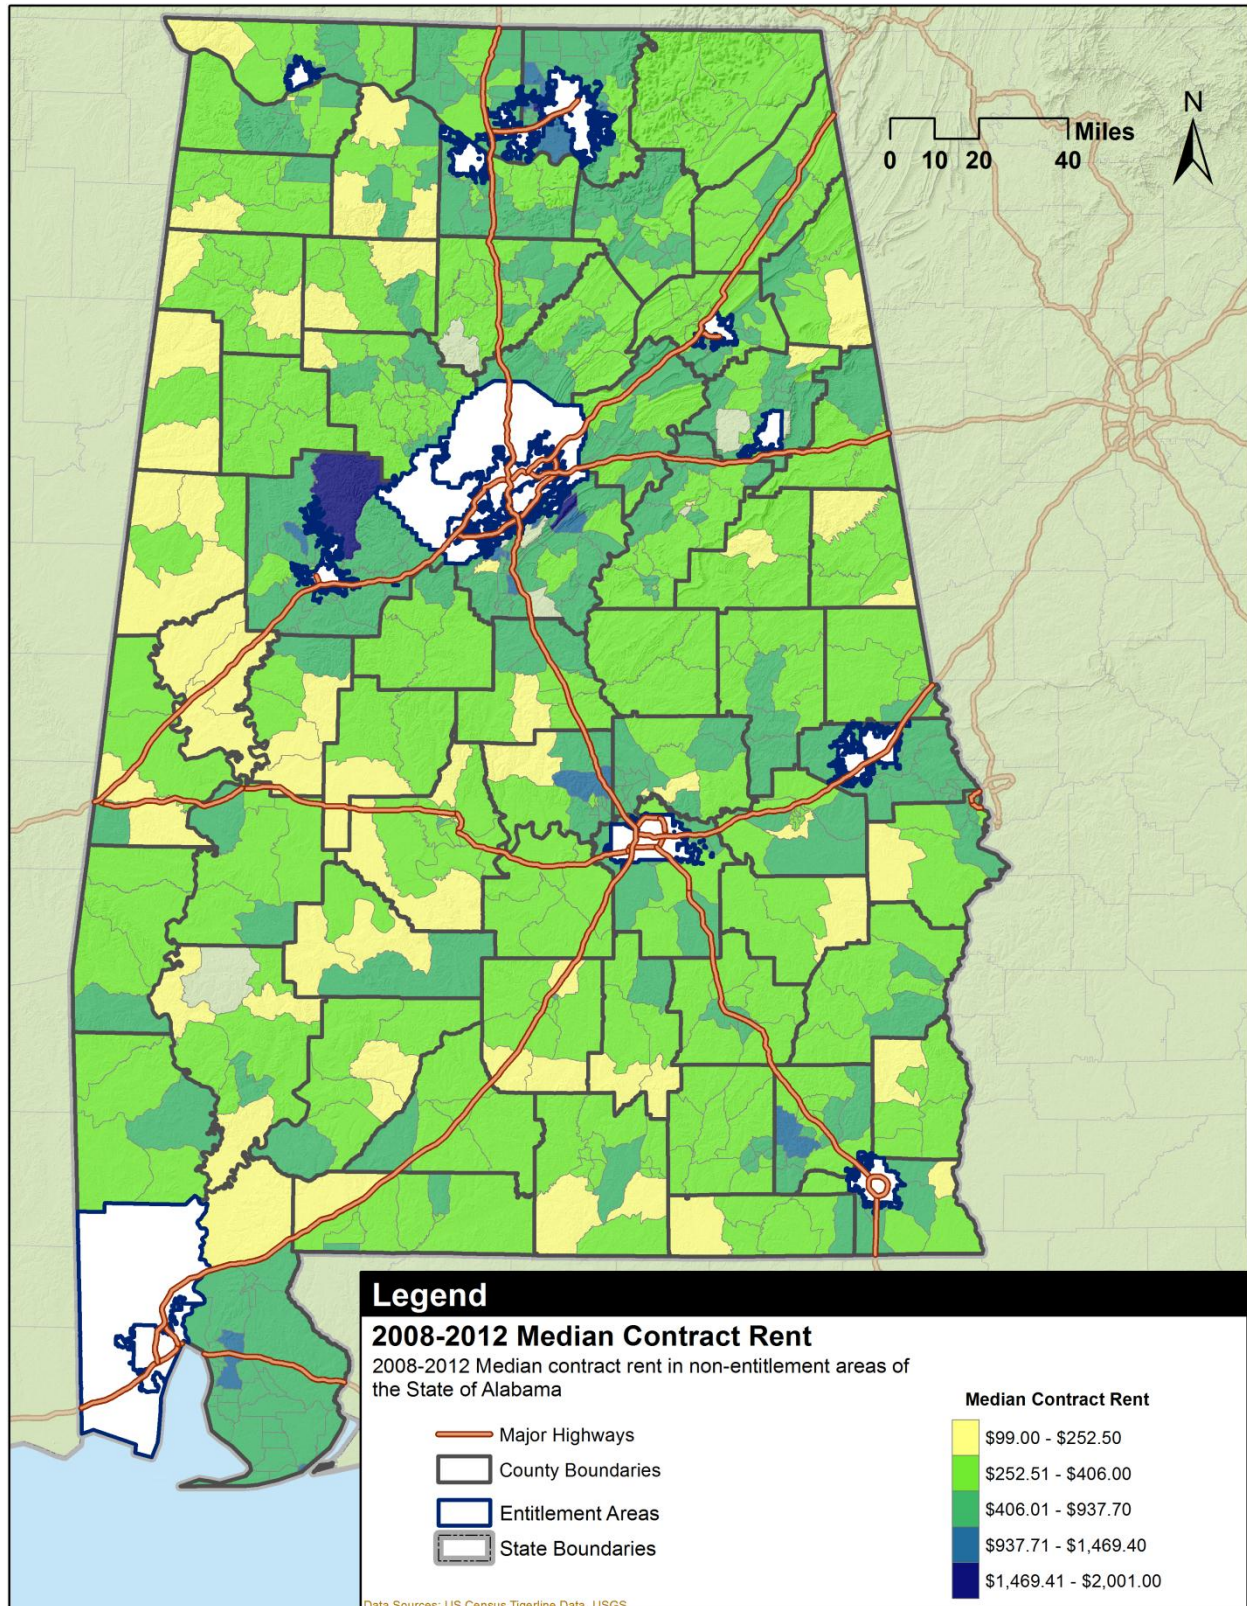 N
Miles
0 10 20 40
Legend
2008-2012 Median Contract Rent
2008-2012 Median contract rent in non-entitlement areas of
the State of Alabama
Major Highways
County Boundaries
Entitlement Areas
State Boundaries
Median Contract Rent
$99.00 - $252.50
$252.51 - $406.00
$406.01 - $937.70
$937.71 - $1,469.40
$1,469.41 - $2,001.00
Data Sources: US Census Tigerline Data, USGS